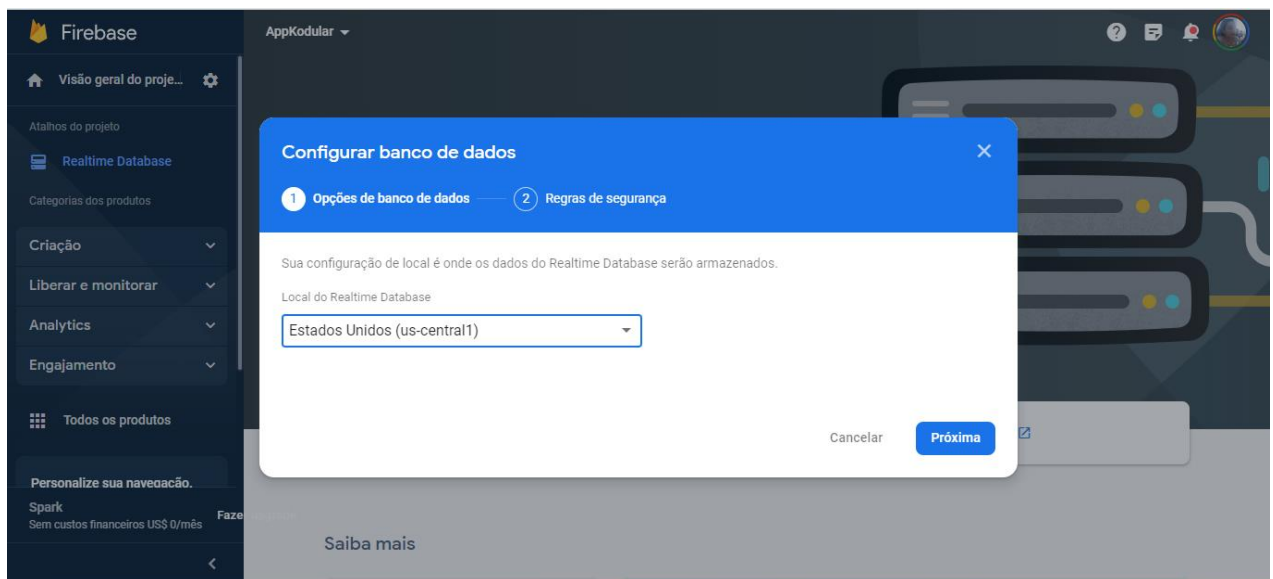 Firebase
AppKodular
Visão geral do proje...
Atalhos do projeto
Realtime Database
Categorias dos produtos
Criação
Liberar e monitorar
Analytics
Engajamento
Todos os produtos
Personalize sua navegação.
Spark
Sem custos financeiros US$ 0/mês
Faze
Configurar banco de dados
1 Opções de banco de dados
2 Regras de segurança
Sua configuração de local é onde os dados do Realtime Database serão armazenados.
Local do Realtime Database
Estados Unidos (us-central1)
Cancelar
Próxima
Saiba mais